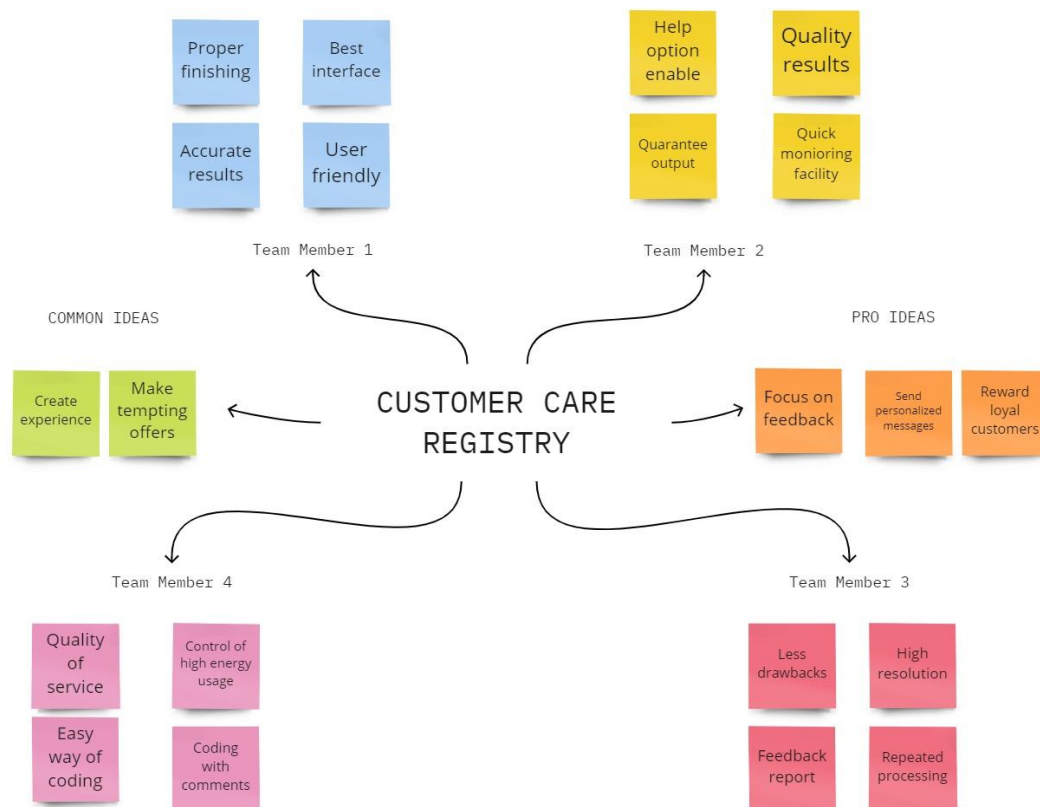 Proper
finishing
Best
interface
Accurate
results
User
friendly
Team Member 1
Help
option
enable
Quality
results
Quarantee
output
Quick
monioring
facility
Team Member 2
COMMON IDEAS
Create
experience
Make
tempting
offers
CUSTOMER CARE
REGISTRY
PRO IDEAS
Focus on
feedback
Send
personalized
messages
Reward
loyal
customers
Team Member 4
Quality
of
service
Control of
high energy
usage
Easy
way of
coding
Coding
with
comments
Team Member 3
Less
drawbacks
High
resolution
Feedback
report
Repeated
processing